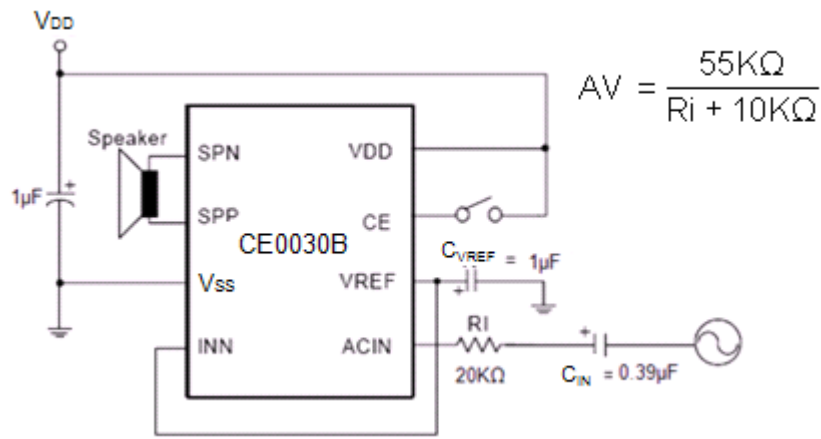 VDD
AV = 55KΩ / Ri + 10KΩ
Speaker
SPN
VDD
1µF
+
SPP
CE
CE0030B
CVREF = 1µF
Vss
VREF
+
INN
ACIN
RI
+
20KΩ
CIN = 0.39µF